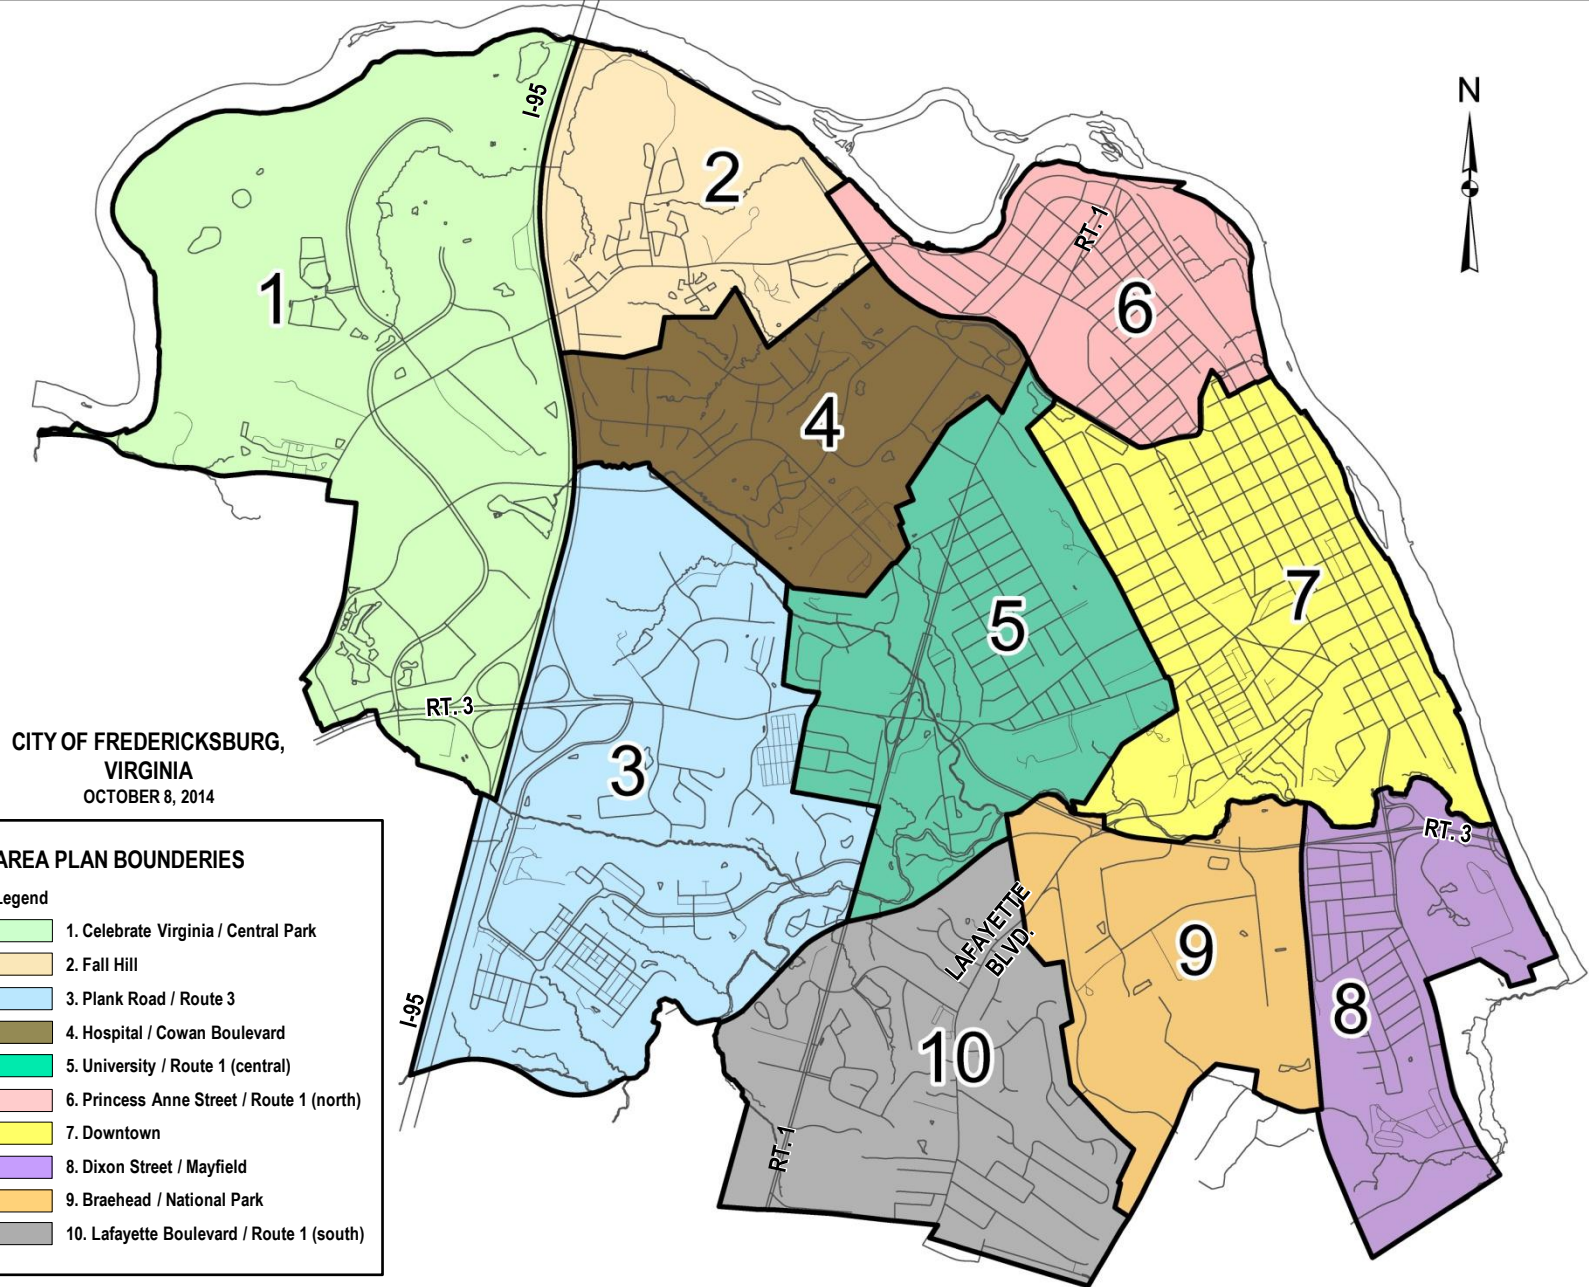 N
I-95
2
RT. 1
1
6
4
7
5
RT. 3
CITY OF FREDERICKSBURG,
VIRGINIA
OCTOBER 8, 2014
3
RT. 3
AREA PLAN BOUNDERIES
Legend
1. Celebrate Virginia / Central Park
2. Fall Hill
3. Plank Road / Route 3
4. Hospital / Cowan Boulevard
5. University / Route 1 (central)
6. Princess Anne Street / Route 1 (north)
7. Downtown
8. Dixon Street / Mayfield
9. Braehead / National Park
10. Lafayette Boulevard / Route 1 (south)
LAFAYETTE
BLVD.
9
8
I-95
10
RT. 1